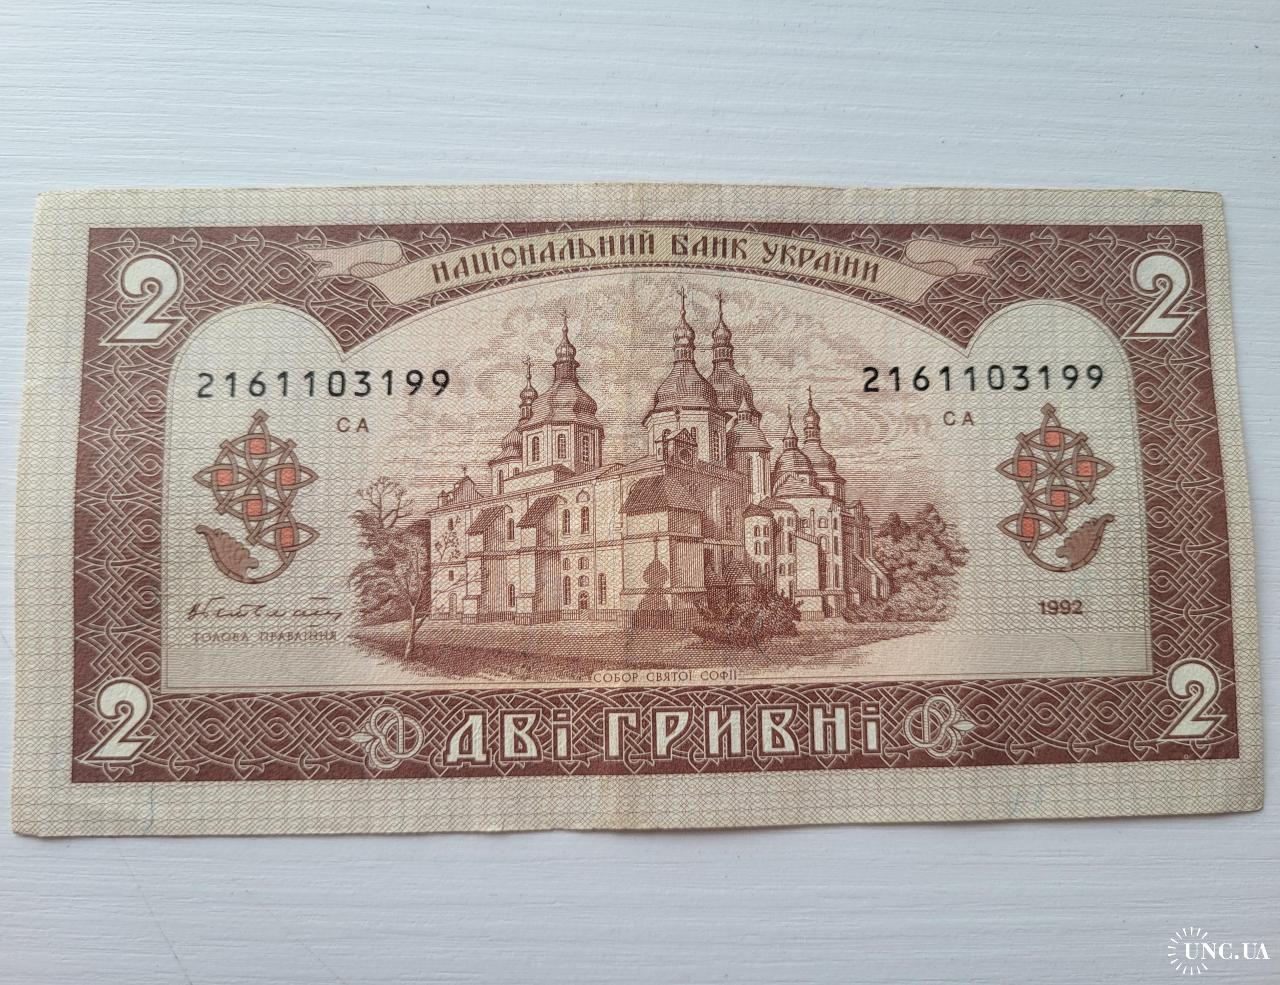 НАЦІОНАЛЬНИЙ БАНК УКРАЇНИ
2
2
2161103199
2161103199
СА
СА
1992
ГОЛОВА ПРАВЛІННЯ
СОБОР СВЯТОЇ СОФІЇ
2
ДВІ ГРИВНІ
2
UNC.UA